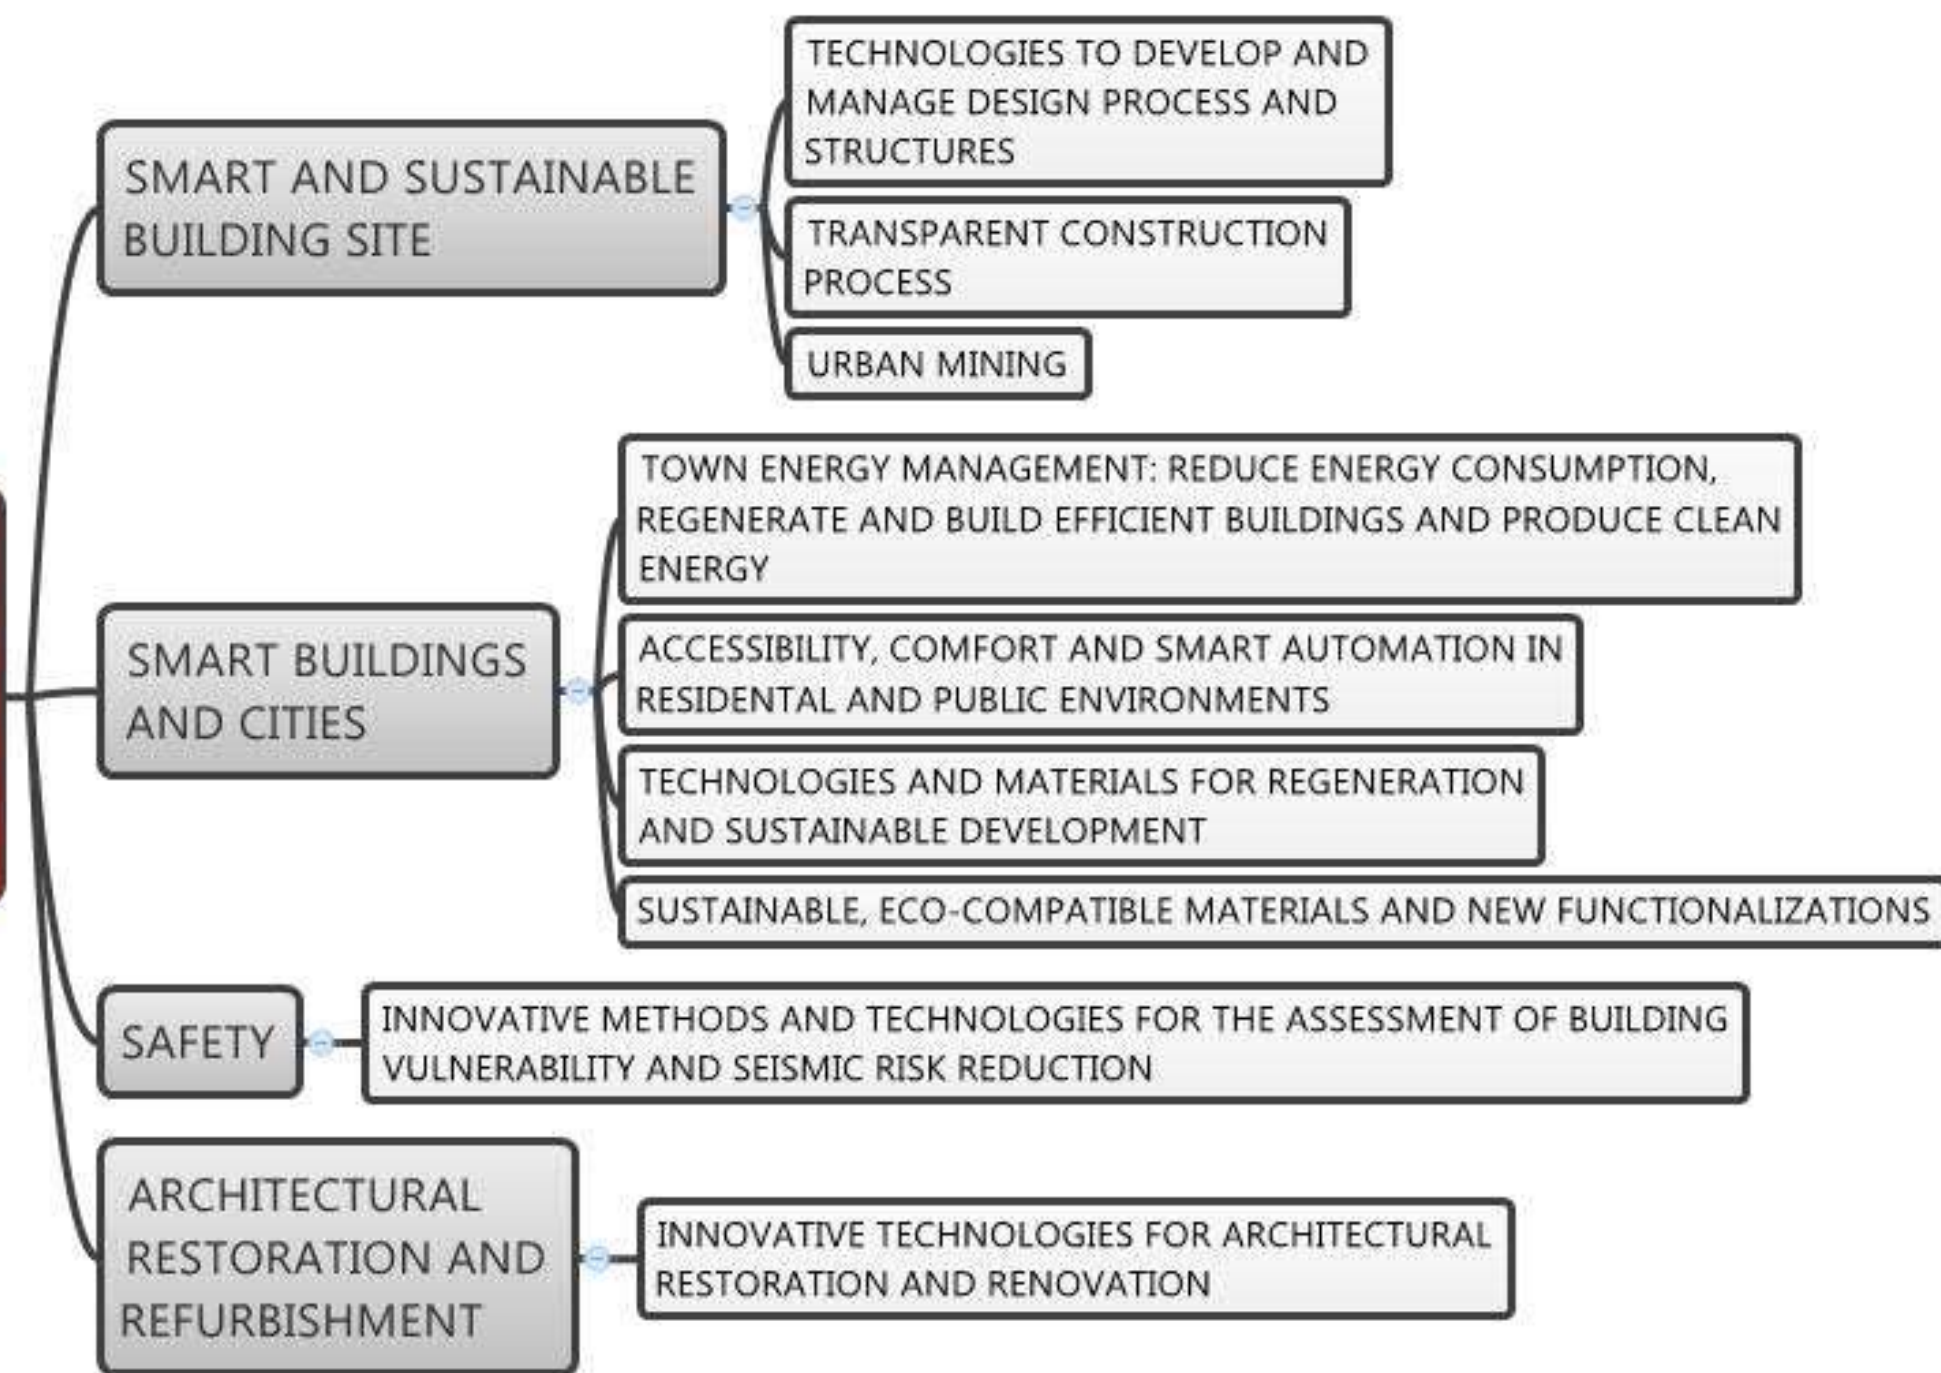 SMART AND SUSTAINABLE
BUILDING SITE
TECHNOLOGIES TO DEVELOP AND
MANAGE DESIGN PROCESS AND
STRUCTURES
TRANSPARENT CONSTRUCTION
PROCESS
URBAN MINING
SMART BUILDINGS
AND CITIES
TOWN ENERGY MANAGEMENT: REDUCE ENERGY CONSUMPTION,
REGENERATE AND BUILD EFFICIENT BUILDINGS AND PRODUCE CLEAN
ENERGY
ACCESSIBILITY, COMFORT AND SMART AUTOMATION IN
RESIDENTAL AND PUBLIC ENVIRONMENTS
TECHNOLOGIES AND MATERIALS FOR REGENERATION
AND SUSTAINABLE DEVELOPMENT
SUSTAINABLE, ECO-COMPATIBLE MATERIALS AND NEW FUNCTIONALIZATIONS
SAFETY
INNOVATIVE METHODS AND TECHNOLOGIES FOR THE ASSESSMENT OF BUILDING
VULNERABILITY AND SEISMIC RISK REDUCTION
ARCHITECTURAL
RESTORATION AND
REFURBISHMENT
INNOVATIVE TECHNOLOGIES FOR ARCHITECTURAL
RESTORATION AND RENOVATION